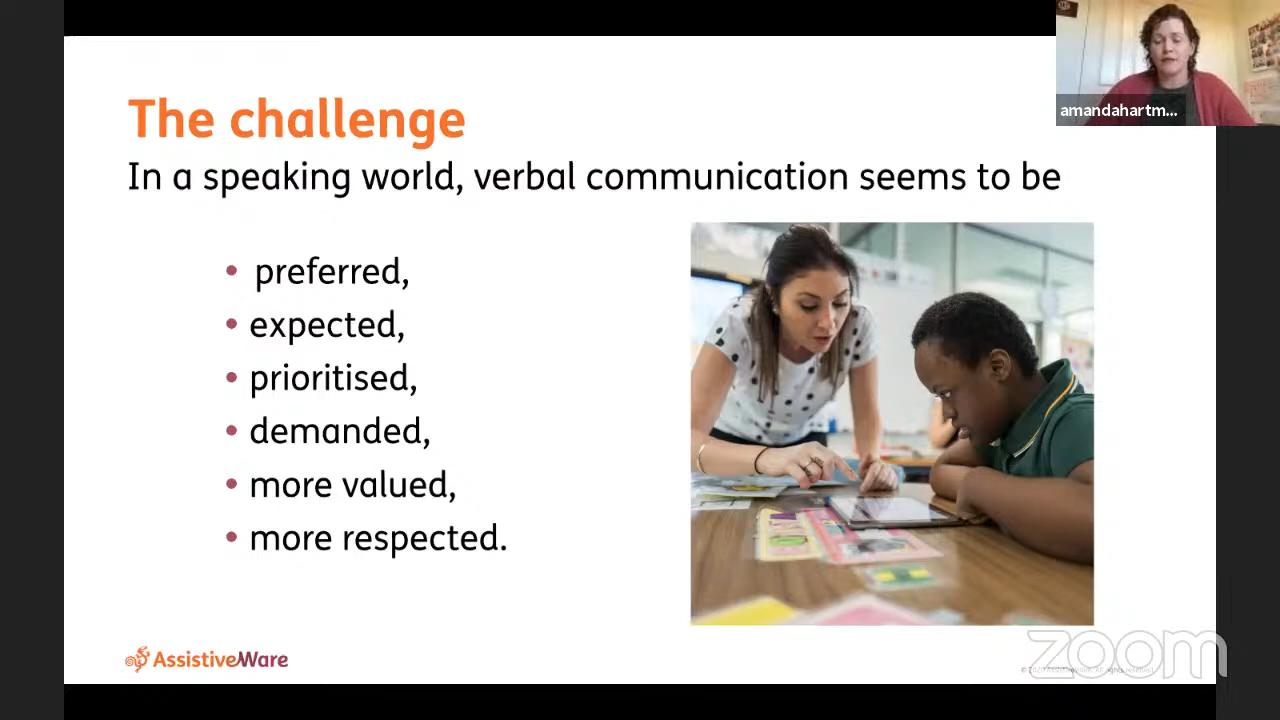 The challenge
In a speaking world, verbal communication seems to be
• preferred,
• expected,
• prioritised,
• demanded,
• more valued,
• more respected.
AssistiveWare
amandahartm...
zoom